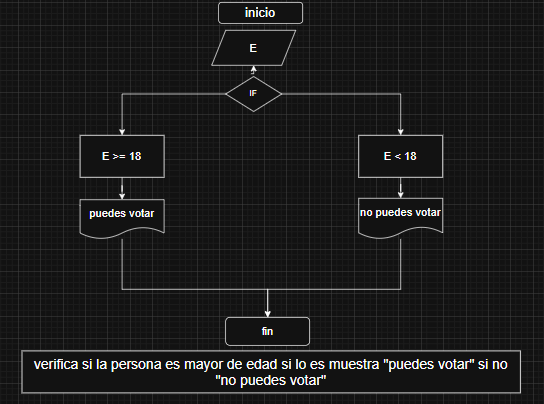 inicio
E
IF
E >= 18
E < 18
puedes votar
no puedes votar
fin
verifica si la persona es mayor de edad si lo es muestra "puedes votar" si no
"no puedes votar"